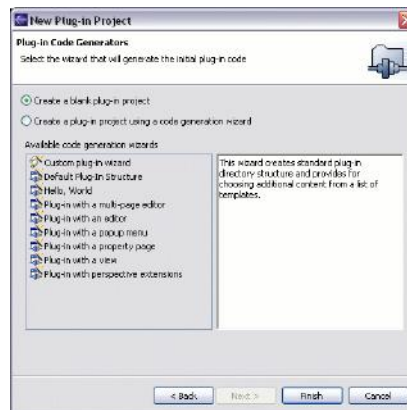 New Plug-in Project
Plug-in Code Generators
Select the wizard that will generate the initial plug-in code
Create a blank plug-in project
Create a plug-in project using a code generation wizard
Available code generation wizards
Custom plug-in wizard
Default Plug-In Structure
Hello, World
Plug-in with a multi-page editor
Plug-in with an editor
Plug-in with a popup menu
Plug-in with a property page
Plug-in with a view
Plug-in with perspective extensions
This wizard creates standard plug-in
directory structure and provides for
choosing additional content from a list of
templates.
< Back
Next >
Finish
Cancel